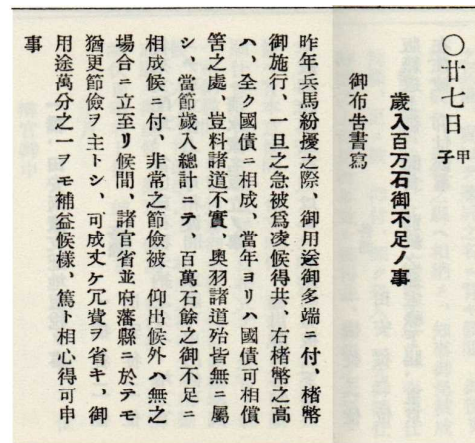 〇廿七日 甲子
歲入百万石御不足ノ事
御布告書寫
昨年兵馬紛擾之際、御用途御多端ニ付、楮幣
御施行、一旦之急被爲凌候得共、右楮幣之高
ハ、全ク國債ニ相成、當年ヨリハ國債可相償
筈之處、豈料諸道不實、奥羽諸道殆皆無ニ屬
シ、當節歲入總計ニテ、百萬石餘之御不足ニ
相成候ニ付、非常之節儉被　仰出候外ハ無之
場合ニ立至リ候間、諸官省並府藩縣ニ於テモ
猶更節儉ヲ主トシ、可成丈ケ冗費ヲ省キ、御
用途萬分之一ヲモ補益候樣、篤ト相心得可申
事